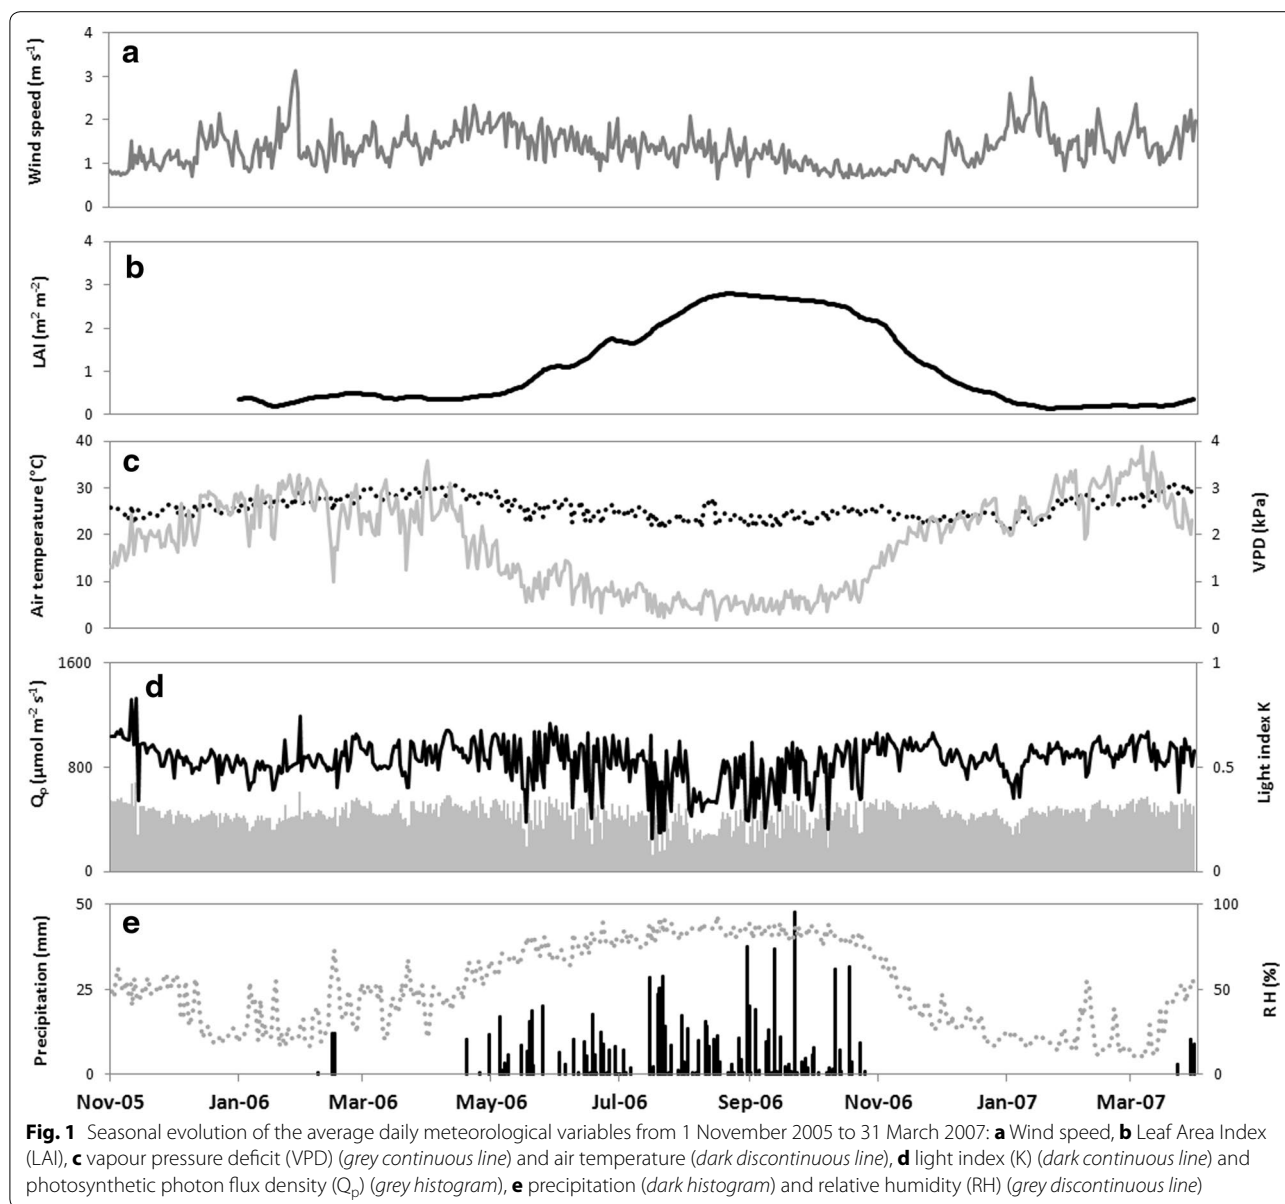 a
Wind speed (m s-1)
4
3
2
1
0
b
LAI (m2 m-2)
4
3
2
1
0
c
Air temperature (°C)
40
30
20
10
0
VPD (kPa)
4
3
2
1
0
d
Qp (µmol m-2 s-1)
1600
800
0
Light index K
1
0.5
0
e
Precipitation (mm)
50
25
0
RH (%)
100
50
0
Nov-05 Jan-06 Mar-06 May-06 Jul-06 Sep-06 Nov-06 Jan-07 Mar-07
Fig. 1 Seasonal evolution of the average daily meteorological variables from 1 November 2005 to 31 March 2007: a Wind speed, b Leaf Area Index
(LAI), c vapour pressure deficit (VPD) (grey continuous line) and air temperature (dark discontinuous line), d light index (K) (dark continuous line) and
photosynthetic photon flux density (Qp) (grey histogram), e precipitation (dark histogram) and relative humidity (RH) (grey discontinuous line)